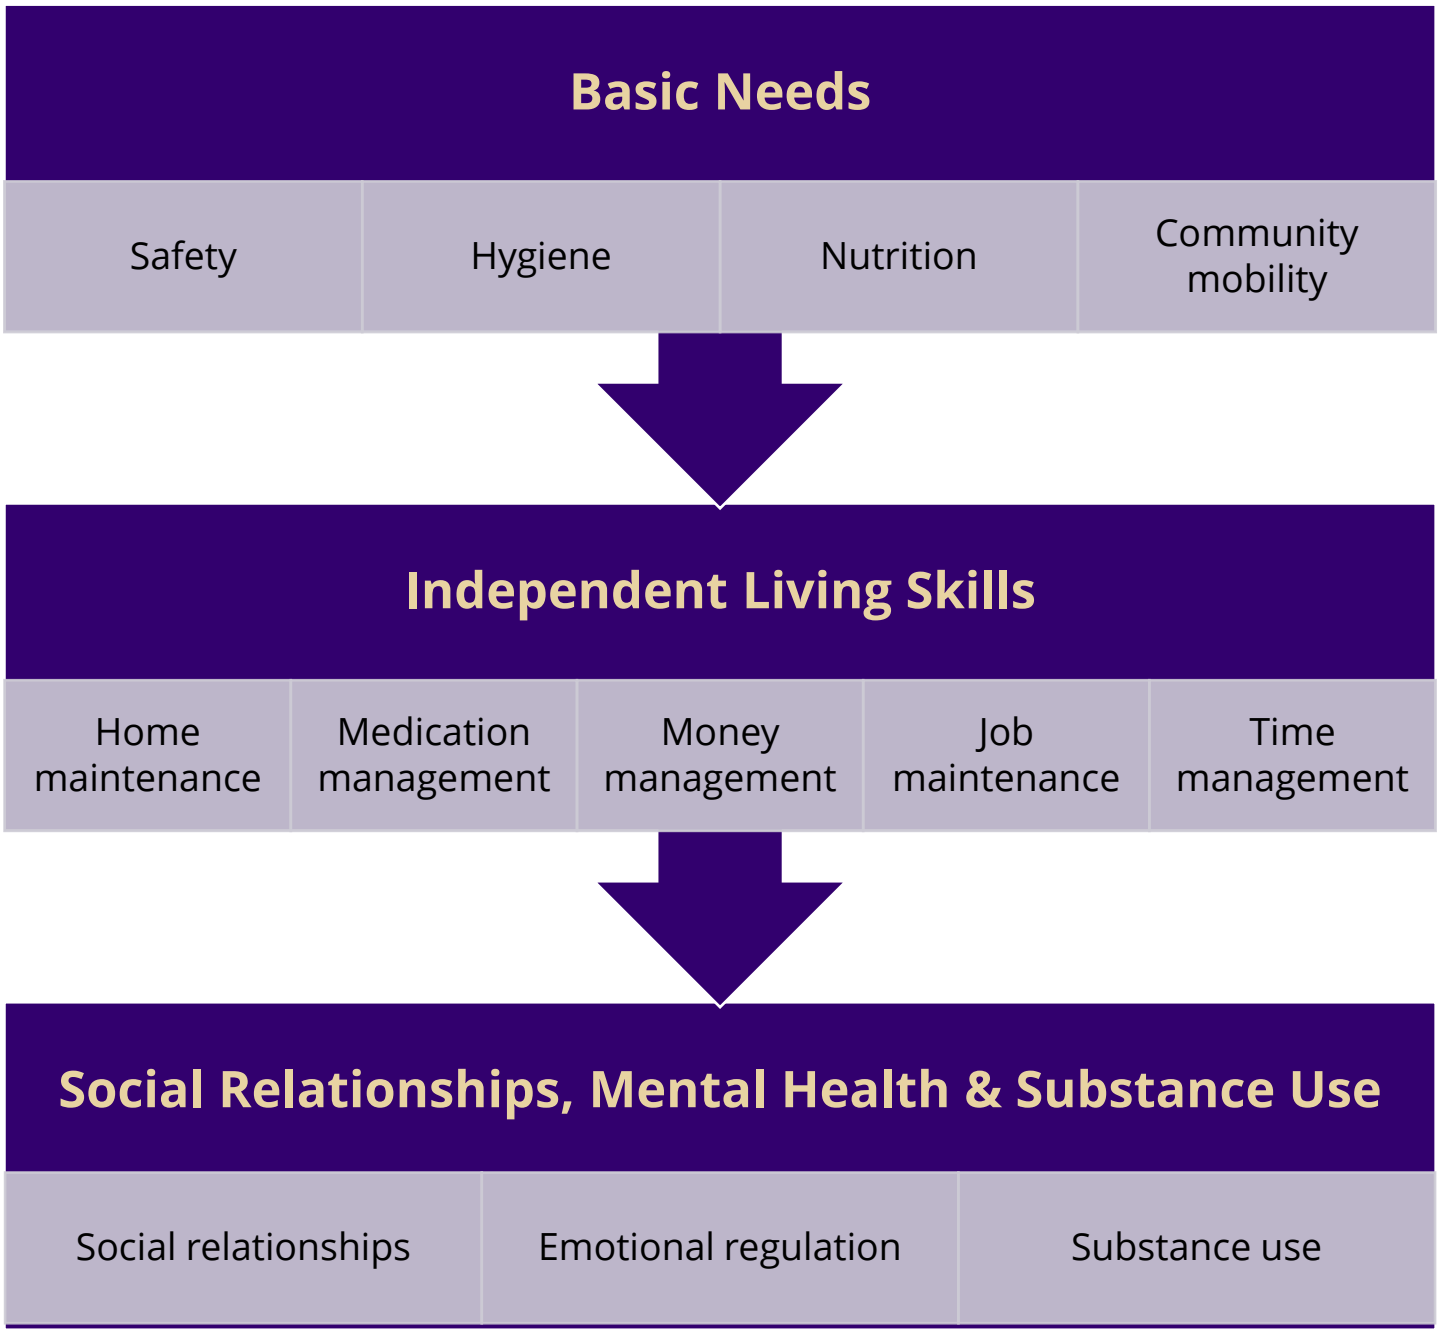 Basic Needs
Safety
Hygiene
Nutrition
Community
mobility
Independent Living Skills
Home
maintenance
Medication
management
Money
management
Job
maintenance
Time
management
Social Relationships, Mental Health & Substance Use
Social relationships
Emotional regulation
Substance use